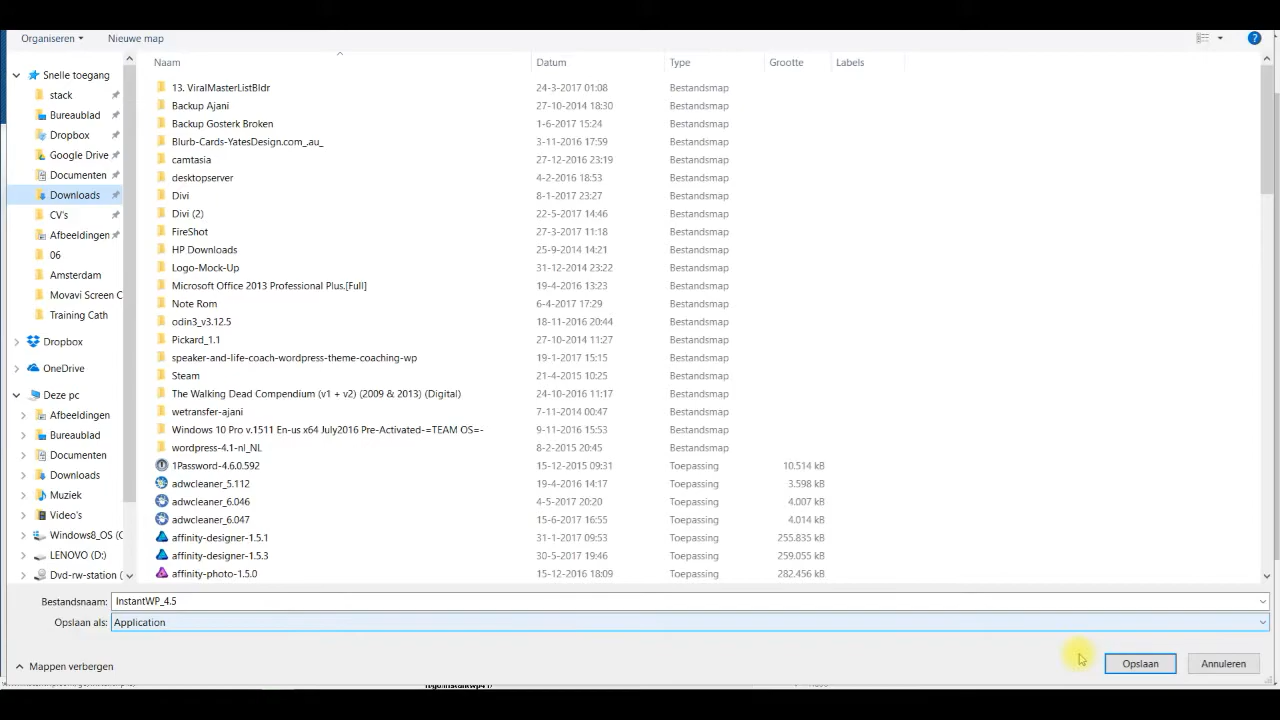 Organiseren
Nieuwe map
Naam
Datum
Type
Grootte
Labels
Snelle toegang
stack
Bureaublad
Dropbox
Google Drive
Documenten
Downloads
CV's
Afbeeldingen
06
Amsterdam
Movavi Screen C
Training Cath
Dropbox
OneDrive
Deze pc
Afbeeldingen
Bureaublad
Documenten
Downloads
Muziek
Video's
Windows8_OS (C
LENOVO (D:)
Dvd-rw-station (
13. ViralMasterListBldr 24-3-2017 01:08 Bestandsmap
Backup Ajani 27-10-2014 18:30 Bestandsmap
Backup Gosterk Broken 1-6-2017 15:24 Bestandsmap
Blurb-Cards-YatesDesign.com_.au_ 3-11-2016 17:59 Bestandsmap
camtasia 27-12-2016 23:19 Bestandsmap
desktopserver 4-2-2016 18:53 Bestandsmap
Divi 8-1-2017 23:27 Bestandsmap
Divi (2) 22-5-2017 14:46 Bestandsmap
FireShot 27-3-2017 11:18 Bestandsmap
HP Downloads 25-9-2014 14:21 Bestandsmap
Logo-Mock-Up 31-12-2014 23:22 Bestandsmap
Microsoft Office 2013 Professional Plus.[Full] 19-4-2016 13:23 Bestandsmap
Note Rom 6-4-2017 17:29 Bestandsmap
odin3_v3.12.5 18-11-2016 20:44 Bestandsmap
Pickard_1.1 27-10-2014 11:27 Bestandsmap
speaker-and-life-coach-wordpress-theme-coaching-wp 19-1-2017 15:15 Bestandsmap
Steam 21-4-2015 10:25 Bestandsmap
The Walking Dead Compendium (v1 + v2) (2009 & 2013) (Digital) 24-10-2016 11:17 Bestandsmap
wetransfer-ajani 7-11-2014 00:47 Bestandsmap
Windows 10 Pro v.1511 En-us x64 July2016 Pre-Activated-=TEAM OS=- 9-11-2016 15:53 Bestandsmap
wordpress-4.1-nl_NL 8-2-2015 20:45 Bestandsmap
1Password-4.6.0.592 15-12-2015 09:31 Toepassing 10.514 kB
adwcleaner_5.112 19-4-2016 14:17 Toepassing 3.598 kB
adwcleaner_6.046 4-5-2017 20:20 Toepassing 4.007 kB
adwcleaner_6.047 15-6-2017 16:55 Toepassing 4.014 kB
affinity-designer-1.5.1 31-1-2017 09:53 Toepassing 255.835 kB
affinity-designer-1.5.3 30-5-2017 19:46 Toepassing 259.055 kB
affinity-photo-1.5.0 15-12-2016 18:09 Toepassing 282.456 kB
Bestandsnaam: InstantWP_4.5
Opslaan als: Application
Mappen verbergen
Opslaan
Annuleren